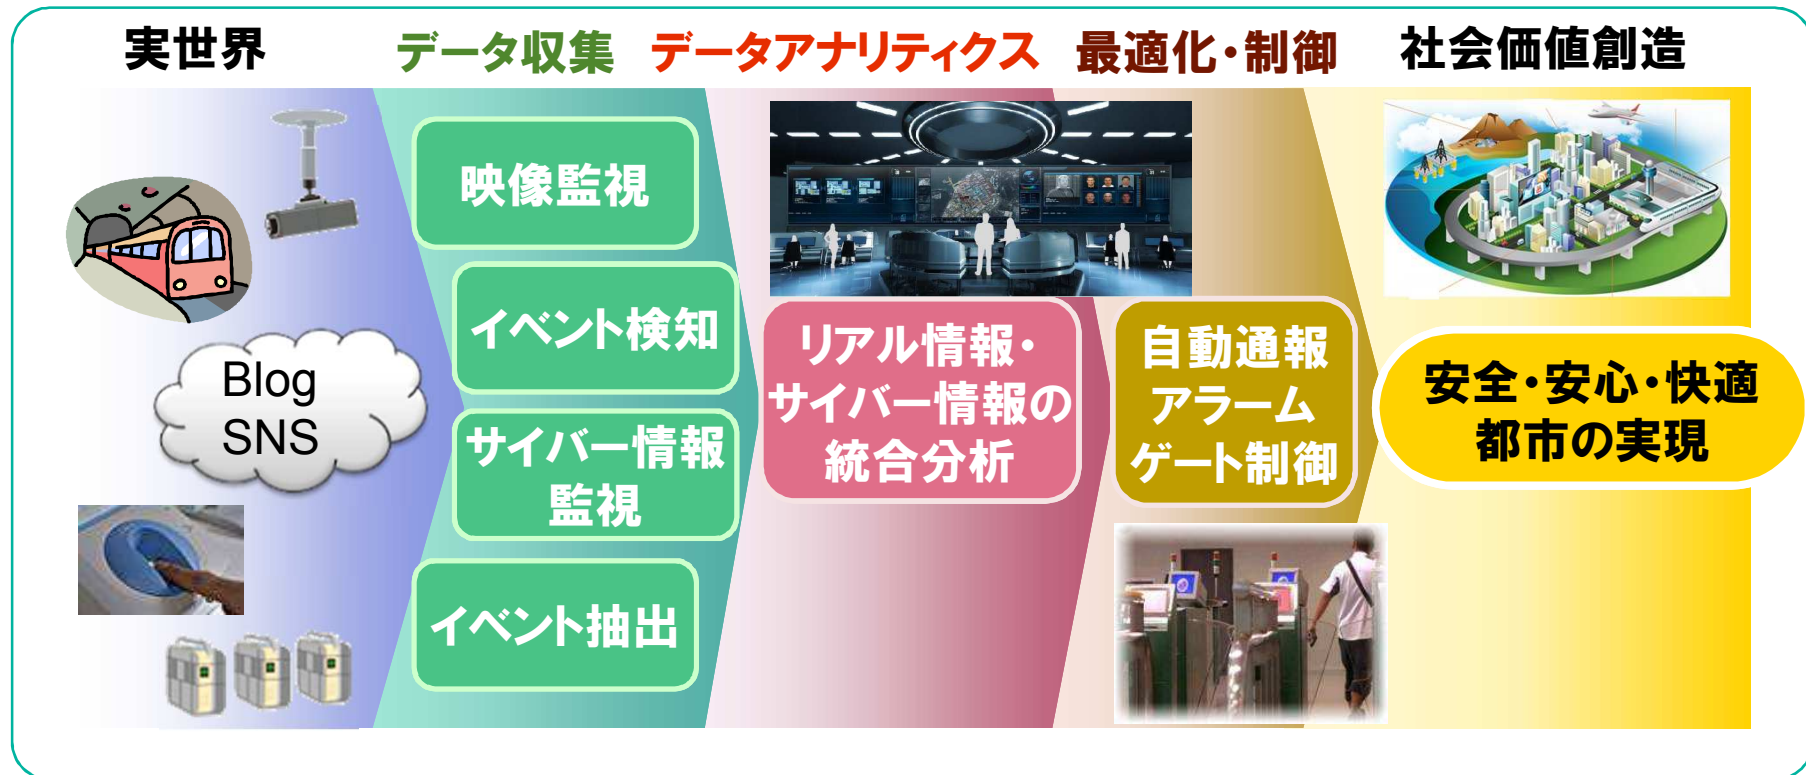 実世界
データ収集
データアナリティクス
最適化・制御
社会価値創造
Blog
SNS
映像監視
イベント検知
サイバー情報
監視
イベント抽出
リアル情報・
サイバー情報の
統合分析
自動通報
アラーム
ゲート制御
安全・安心・快適
都市の実現